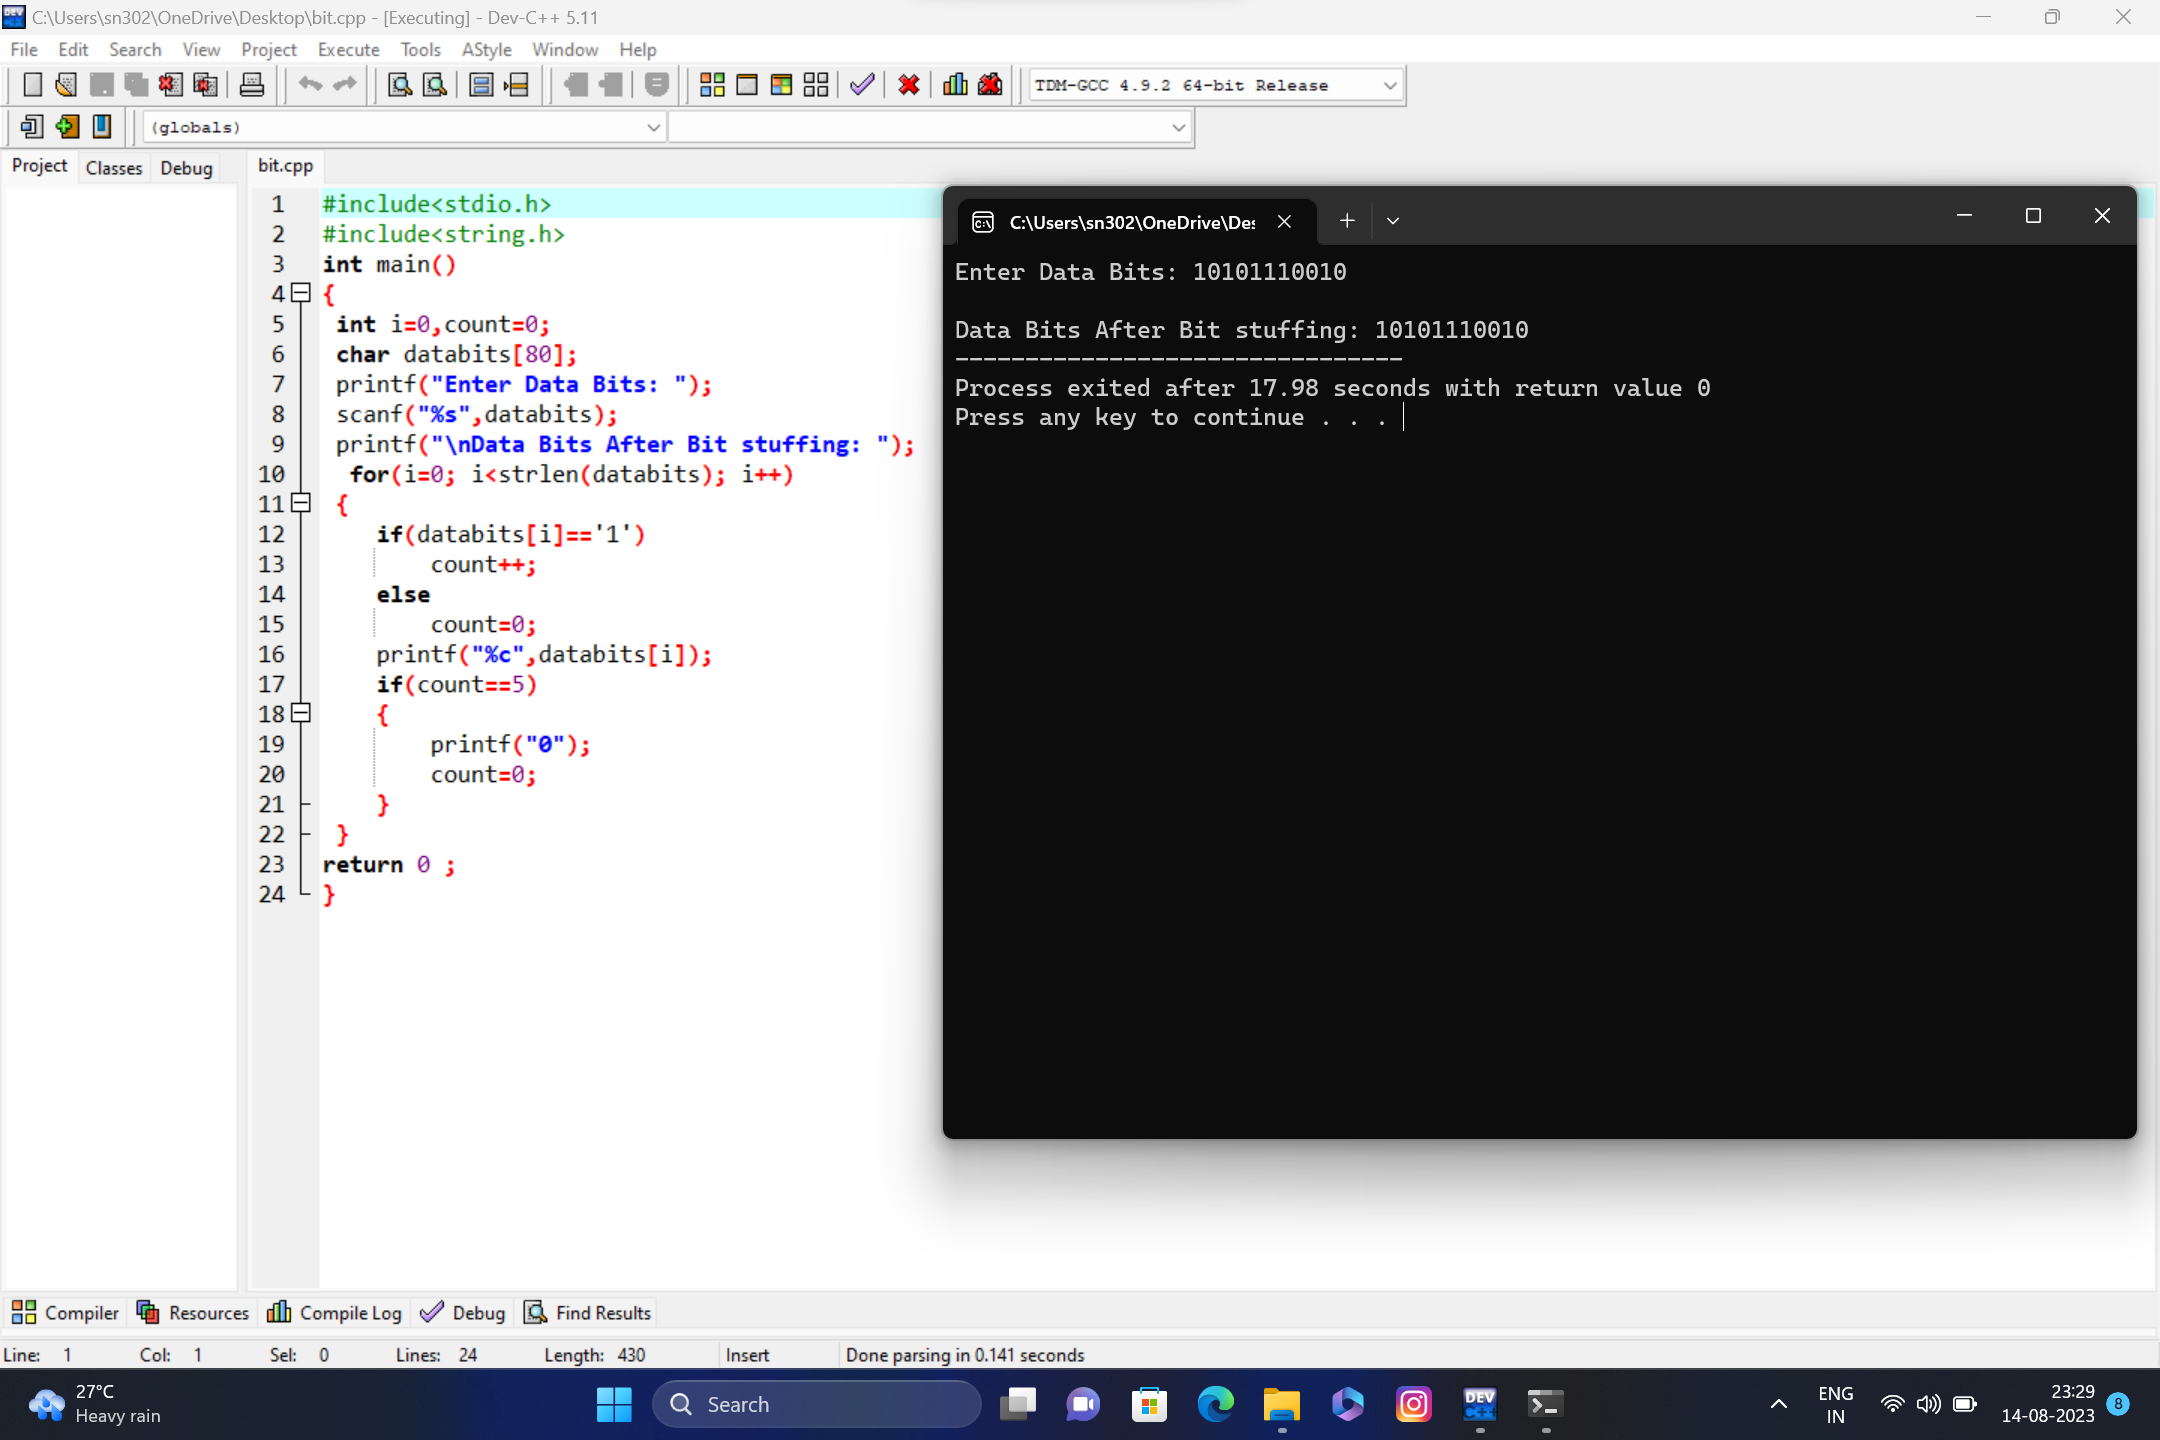 C:\Users\sn302\OneDrive\Desktop\bit.cpp - [Executing] - Dev-C++ 5.11
File Edit Search View Project Execute Tools AStyle Window Help
TDM-GCC 4.9.2 64-bit Release
(globals)
Project Classes Debug bit.cpp
1 #include<stdio.h>
2 #include<string.h>
3 int main()
4 {
5 int i=0,count=0;
6 char databits[80];
7 printf("Enter Data Bits: ");
8 scanf("%s",databits);
9 printf("\nData Bits After Bit stuffing: ");
10 for(i=0; i<strlen(databits); i++)
11 {
12 if(databits[i]=='1')
13 count++;
14 else
15 count=0;
16 printf("%c",databits[i]);
17 if(count==5)
18 {
19 printf("0");
20 count=0;
21 }
22 }
23 return 0 ;
24 }
C:\Users\sn302\OneDrive\Des
Enter Data Bits: 10101110010
Data Bits After Bit stuffing: 10101110010
--------------------------------
Process exited after 17.98 seconds with return value 0
Press any key to continue . . .
Compiler Resources Compile Log Debug Find Results
Line: 1 Col: 1 Sel: 0 Lines: 24 Length: 430 Insert Done parsing in 0.141 seconds
27°C
Heavy rain
Search
DEV
C++
ENG
IN
23:29
14-08-2023
8